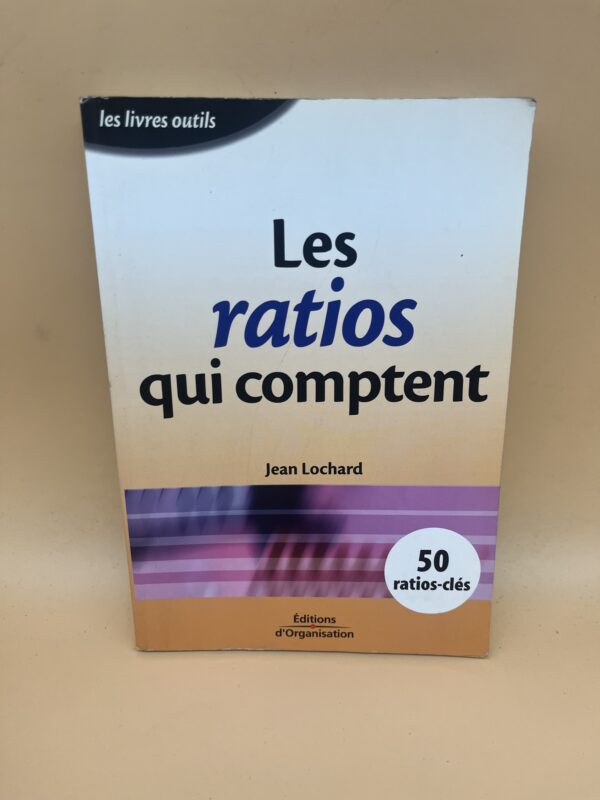 les livres outils
Les
ratios
qui comptent
Jean Lochard
50
ratios-clés
Éditions
d'Organisation